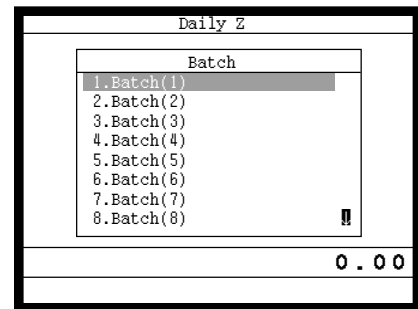 Daily Z
Batch
1.Batch(1)
2.Batch(2)
3.Batch(3)
4.Batch(4)
5.Batch(5)
6.Batch(6)
7.Batch(7)
8.Batch(8)
0.00